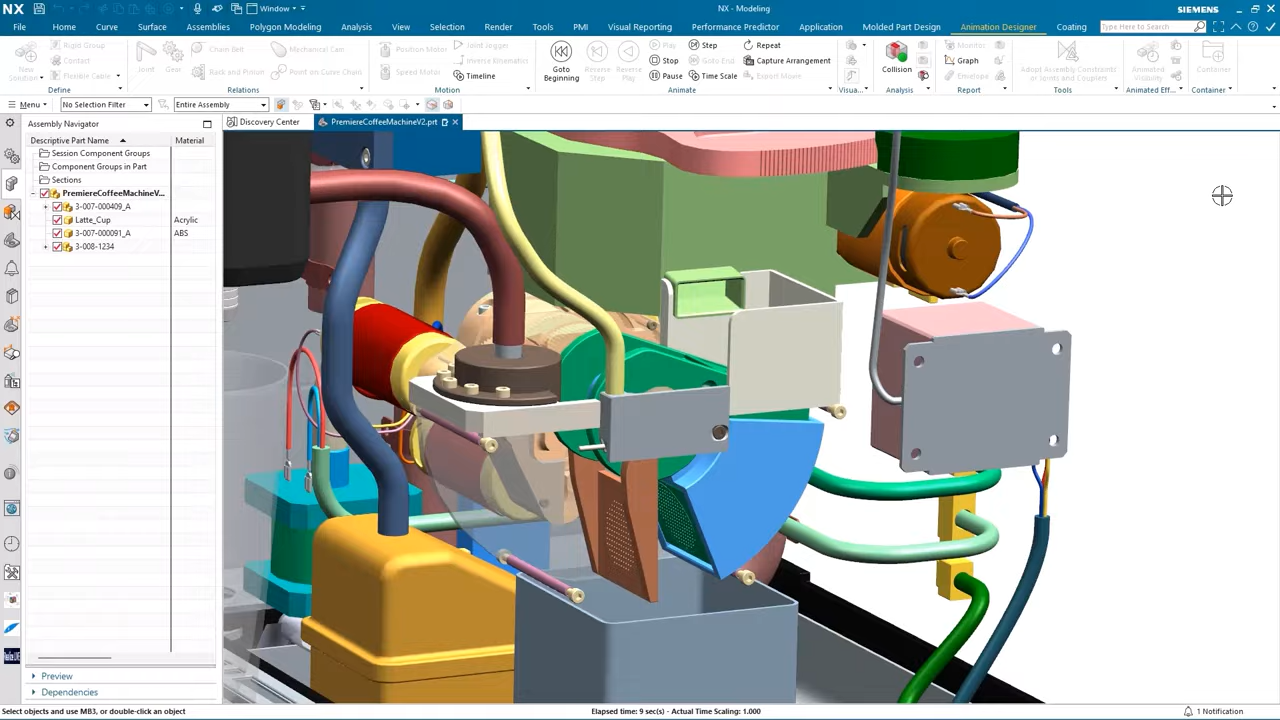 NX
Window
NX - Modeling
SIEMENS
File Home Curve Surface Assemblies Polygon Modeling Analysis View Selection Render Tools PMI Visual Reporting Performance Predictor Application Molded Part Design Animation Designer Coating Type Here to Search
New Solution
Rigid Group
Contact
Flexible Cable
Define
Joint
Gear
Chain Belt
Rack and Pinion
Mechanical Cam
Point on Curve Chain
Relations
Position Motor
Speed Motor
Joint Jogger
Inverse Kinematics
Timeline
Motion
Goto Beginning
Reverse Step
Reverse Play
Play
Stop
Pause
Step
Goto End
Time Scale
Repeat
Capture Arrangement
Export Movie
Animate
Visua...
Collision
Analysis
Monitor
Graph
Envelope
Report
Adopt Assembly Constraints or Joints and Couplers
Tools
Animated Visibility
Animated Ef...
Container
Container
Menu
No Selection Filter
Entire Assembly
Assembly Navigator
Discovery Center
PremiereCoffeeMachineV2.prt
Descriptive Part Name
Material
Session Component Groups
Component Groups in Part
Sections
PremiereCoffeeMachineV...
3-007-000409_A
Latte_Cup Acrylic
3-007-000091_A ABS
3-008-1234
Preview
Dependencies
Select objects and use MB3, or double-click an object
Elapsed time: 9 sec(s) - Actual Time Scaling: 1.000
1 Notification